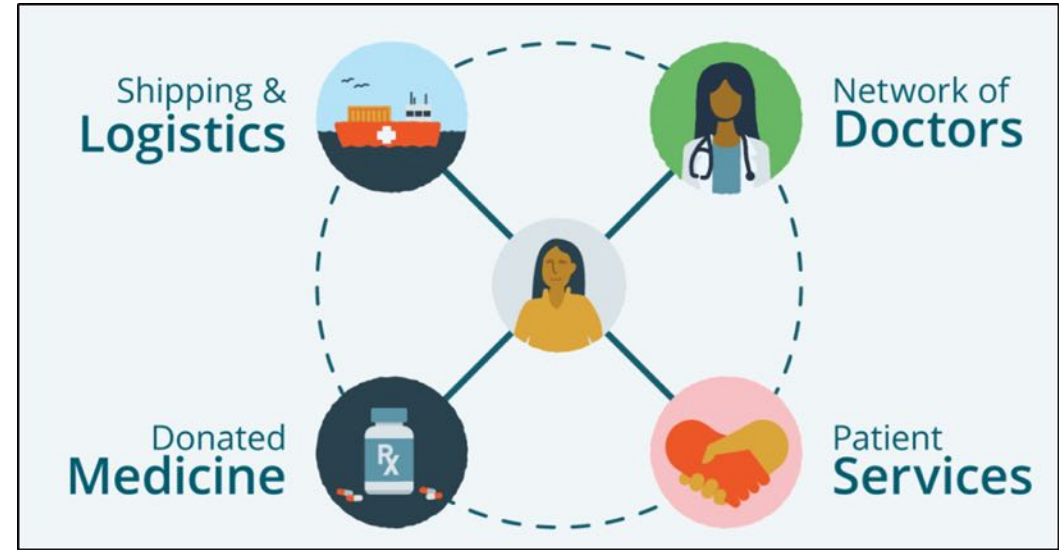 Shipping &
Logistics
Network of
Doctors
Donated
Medicine
Rx
Patient
Services